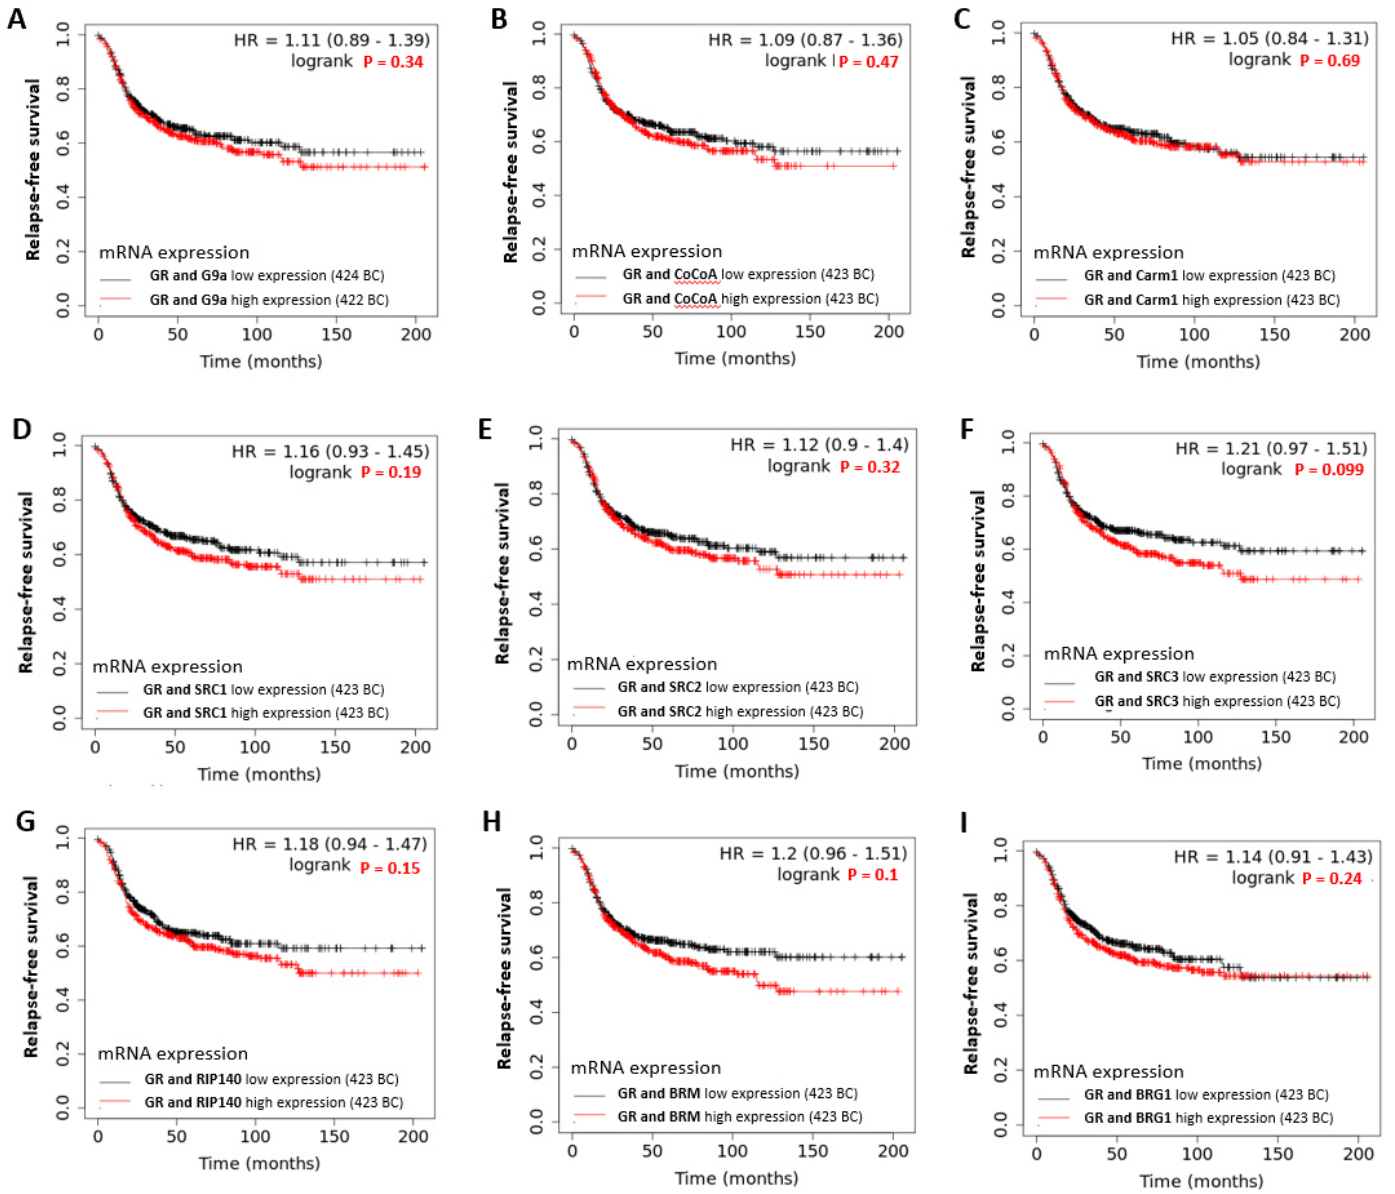 A
HR = 1.11 (0.89 - 1.39)
logrank P = 0.34
Relapse-free survival
1.0
0.8
0.6
0.4
0.2
0.0
mRNA expression
GR and G9a low expression (424 BC)
GR and G9a high expression (422 BC)
0 50 100 150 200
Time (months)
B
HR = 1.09 (0.87 - 1.36)
logrank P = 0.47
Relapse-free survival
1.0
0.8
0.6
0.4
0.2
0.0
mRNA expression
GR and CoCoA low expression (423 BC)
GR and CoCoA high expression (423 BC)
0 50 100 150 200
Time (months)
C
HR = 1.05 (0.84 - 1.31)
logrank P = 0.69
Relapse-free survival
1.0
0.8
0.6
0.4
0.2
0.0
mRNA expression
GR and Carm1 low expression (423 BC)
GR and Carm1 high expression (423 BC)
0 50 100 150 200
Time (months)
D
HR = 1.16 (0.93 - 1.45)
logrank P = 0.19
Relapse-free survival
1.0
0.8
0.6
0.4
0.2
0.0
mRNA expression
GR and SRC1 low expression (423 BC)
GR and SRC1 high expression (423 BC)
0 50 100 150 200
Time (months)
E
HR = 1.12 (0.9 - 1.4)
logrank P = 0.32
Relapse-free survival
1.0
0.8
0.6
0.4
0.2
0.0
mRNA expression
GR and SRC2 low expression (423 BC)
GR and SRC2 high expression (423 BC)
0 50 100 150 200
Time (months)
F
HR = 1.21 (0.97 - 1.51)
logrank P = 0.099
Relapse-free survival
1.0
0.8
0.6
0.4
0.2
0.0
mRNA expression
GR and SRC3 low expression (423 BC)
GR and SRC3 high expression (423 BC)
0 50 100 150 200
Time (months)
G
HR = 1.18 (0.94 - 1.47)
logrank P = 0.15
Relapse-free survival
1.0
0.8
0.6
0.4
0.2
0.0
mRNA expression
GR and RIP140 low expression (423 BC)
GR and RIP140 high expression (423 BC)
0 50 100 150 200
Time (months)
H
HR = 1.2 (0.96 - 1.51)
logrank P = 0.1
Relapse-free survival
1.0
0.8
0.6
0.4
0.2
0.0
mRNA expression
GR and BRM low expression (423 BC)
GR and BRM high expression (423 BC)
0 50 100 150 200
Time (months)
I
HR = 1.14 (0.91 - 1.43)
logrank P = 0.24
Relapse-free survival
1.0
0.8
0.6
0.4
0.2
0.0
mRNA expression
GR and BRG1 low expression (423 BC)
GR and BRG1 high expression (423 BC)
0 50 100 150 200
Time (months)